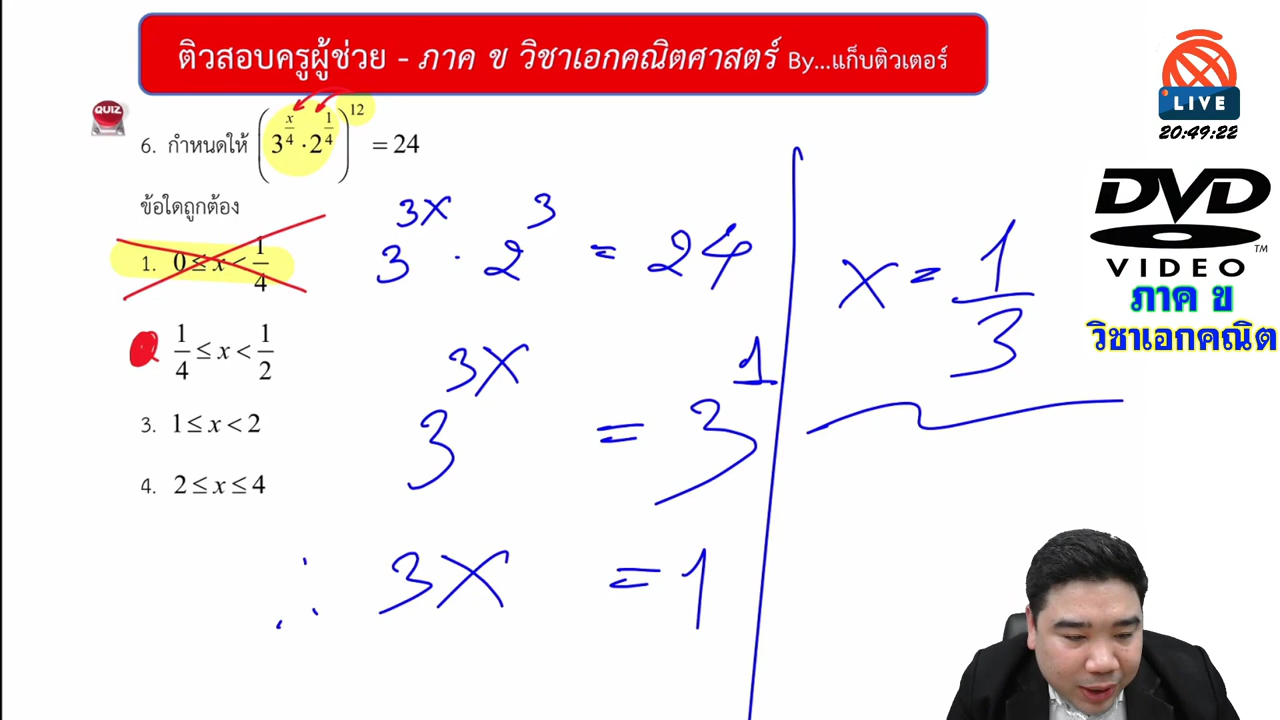 ติวสอบครูผู้ช่วย - ภาค ข วิชาเอกคณิตศาสตร์ By...แก็บติวเตอร์
QUIZ
6. กำหนดให้ (3^{x/4} · 2^{1/4})^{12} = 24
ข้อใดถูกต้อง
1. 0 ≤ x < 1/4
1/4 ≤ x < 1/2
3. 1 ≤ x < 2
4. 2 ≤ x ≤ 4
3^{3x} · 2^3 = 24
3^{3x} = 3^1
∴ 3x = 1
x = 1/3
LIVE
20:49:22
DVD
VIDEO TM
ภาค ข
วิชาเอกคณิต